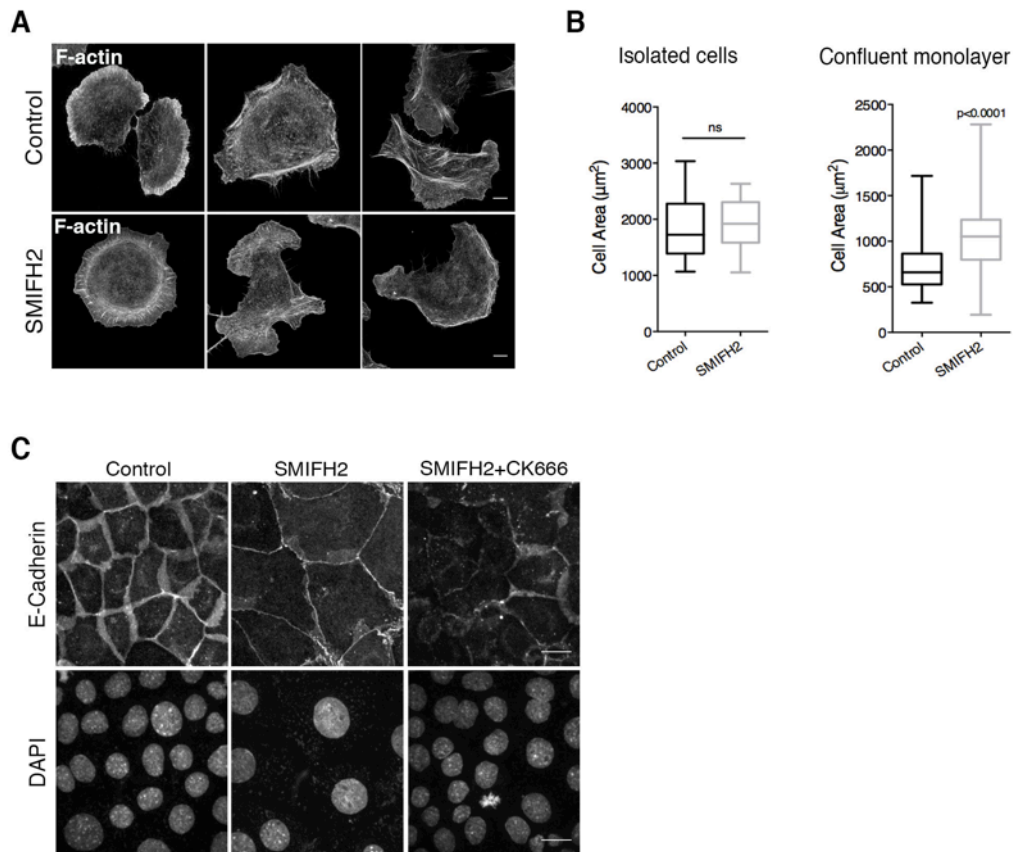 A
F-actin
Control
F-actin
SMIFH2
B
Isolated cells
Cell Area (µm²)
4000
3000
2000
1000
0
ns
Control
SMIFH2
Confluent monolayer
Cell Area (µm²)
2500
2000
1500
1000
500
0
p<0.0001
Control
SMIFH2
C
Control
SMIFH2
SMIFH2+CK666
E-Cadherin
DAPI